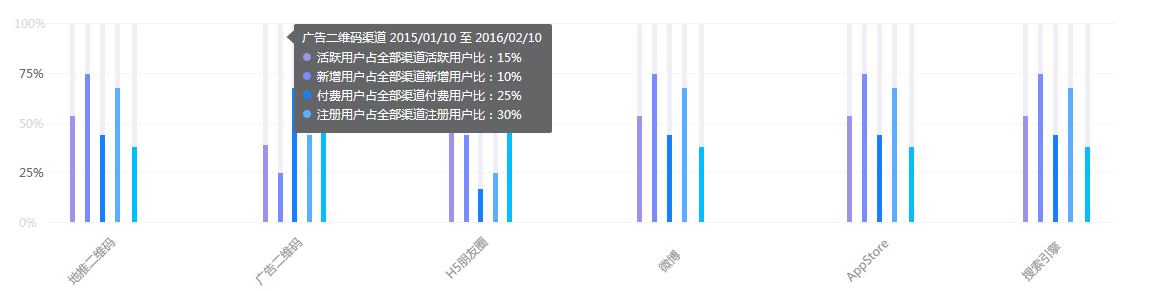 100%
广告二维码渠道 2015/01/10 至 2016/02/10
活跃用户占全部渠道活跃用户比：15%
75%
新增用户占全部渠道新增用户比：10%
付费用户占全部渠道付费用户比：25%
注册用户占全部渠道注册用户比：30%
50%
25%
0%
地推二维码
广告二维码
H5朋友圈
微博
AppStore
搜索引擎